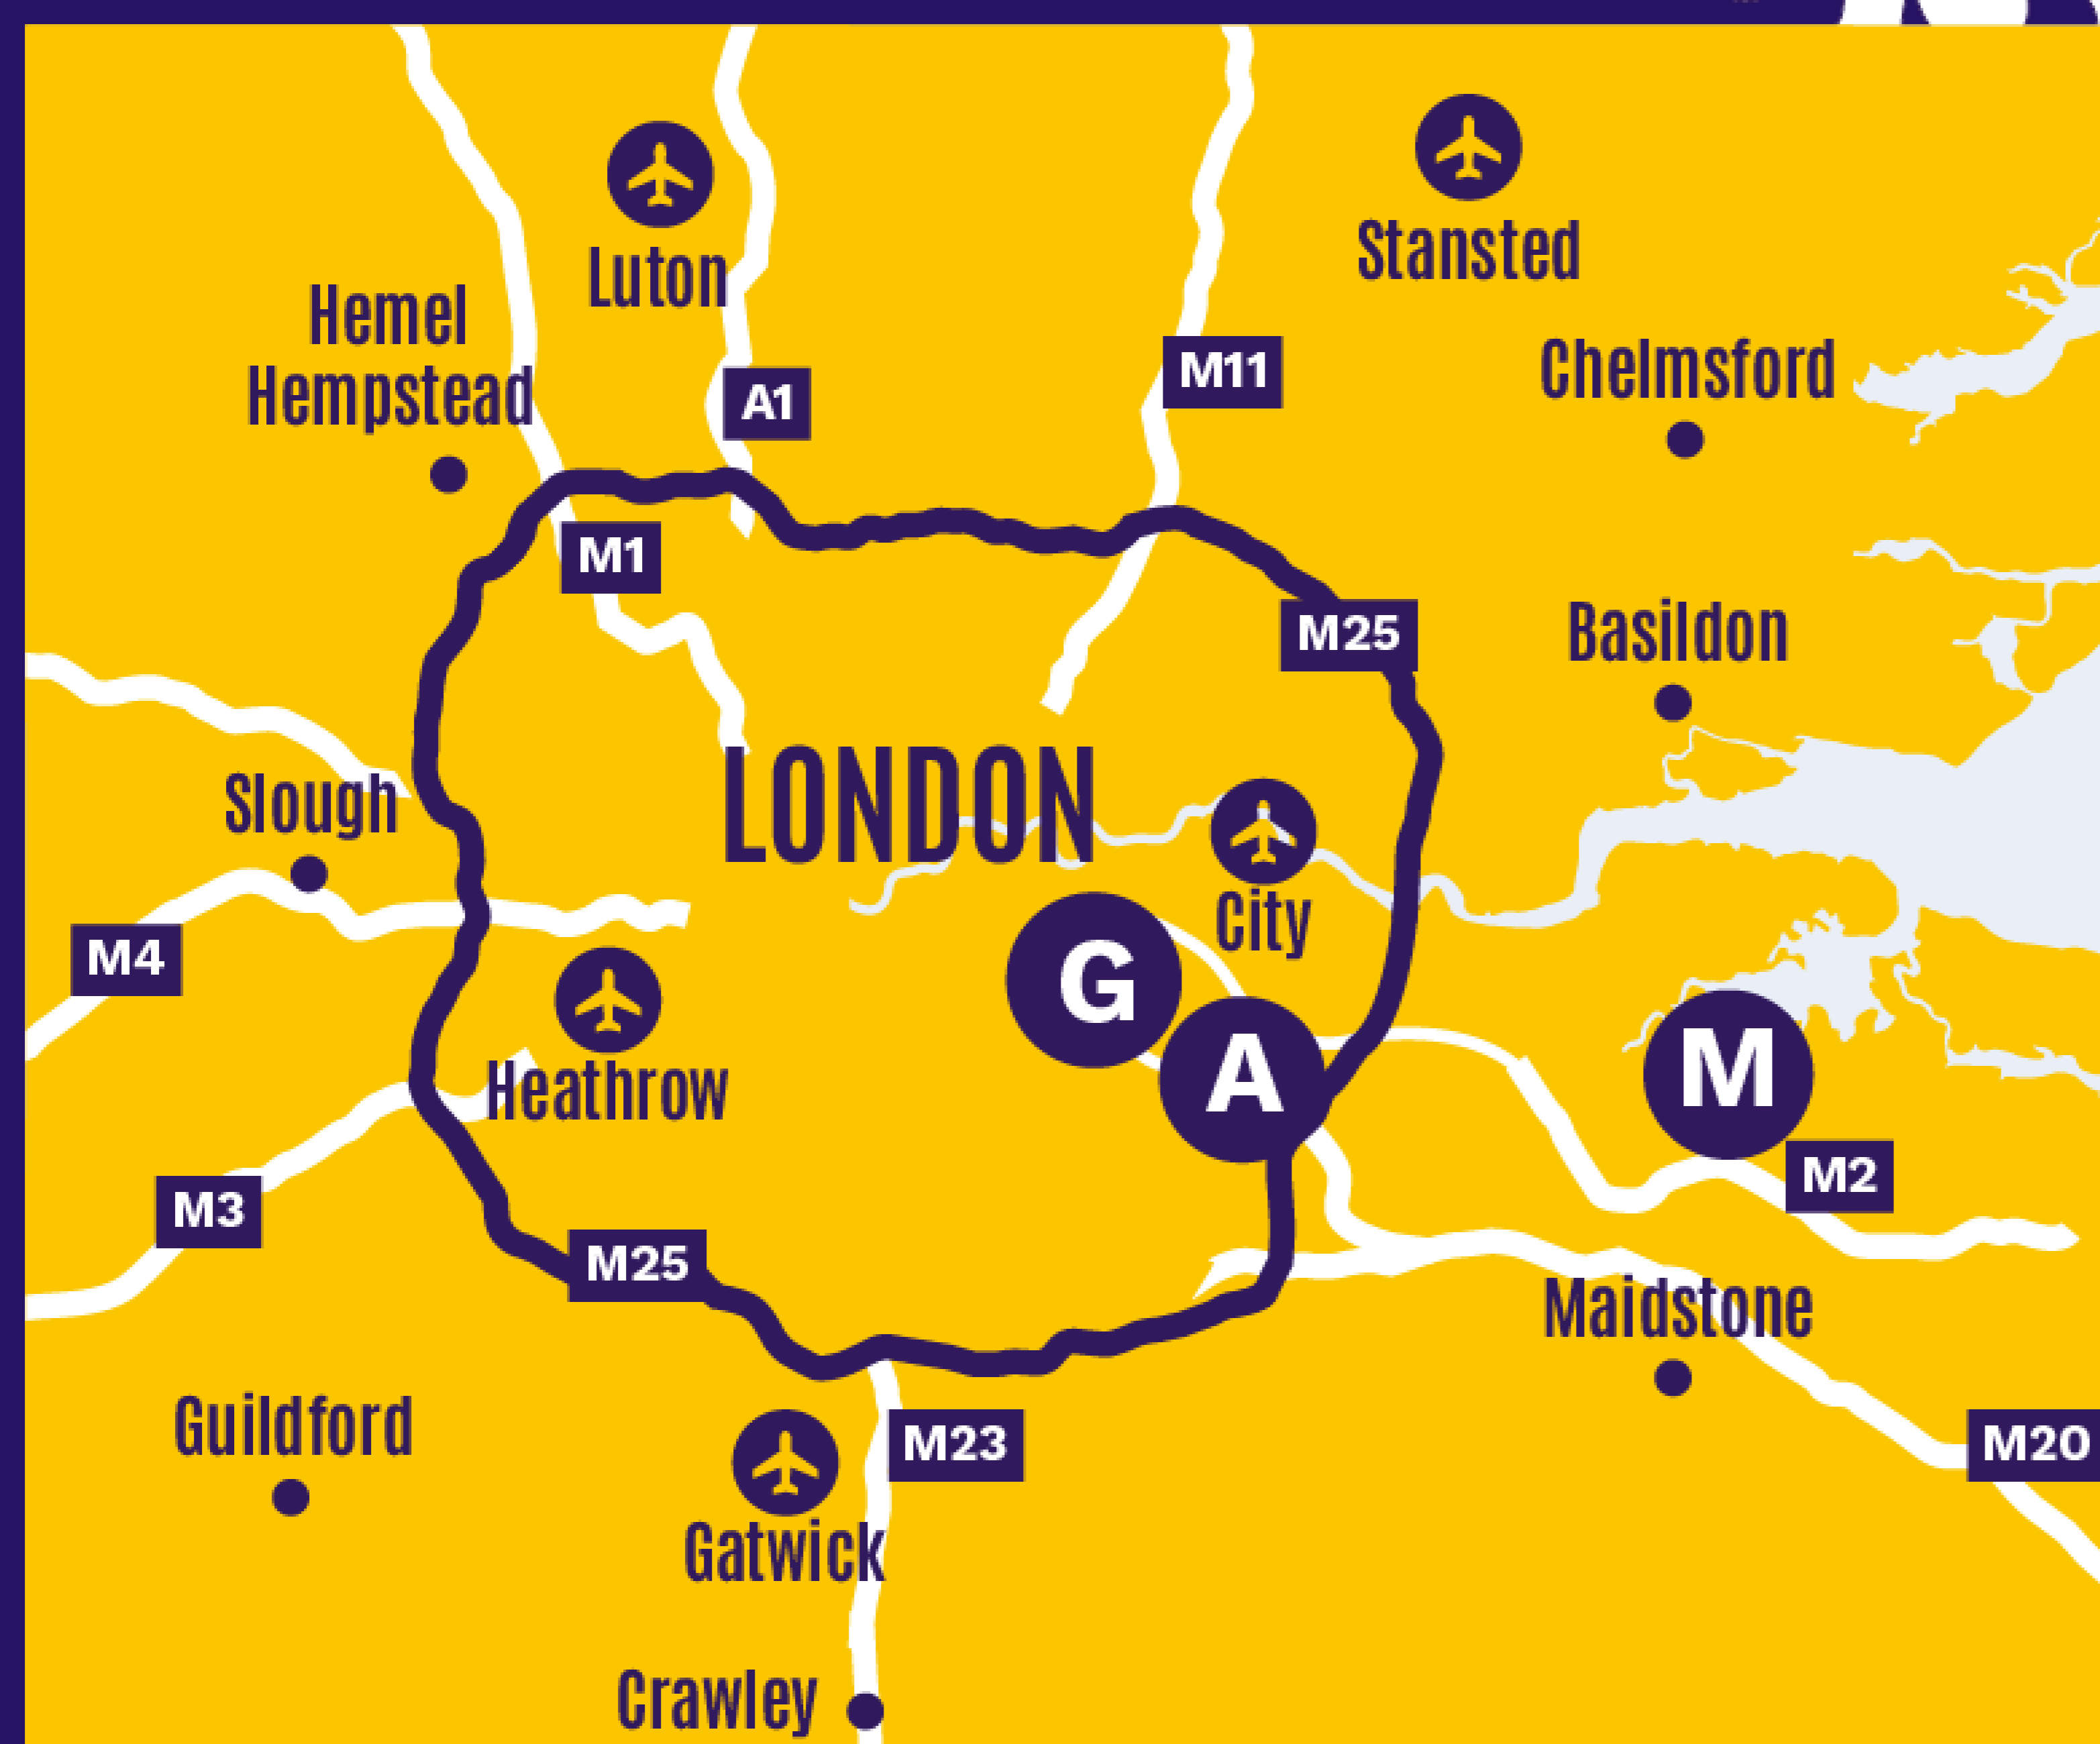 Stansted
Luton
Hemel
Hempstead
M11
Chelmsford
A1
M1
M25
Basildon
Slough
LONDON
City
M4
G
Heathrow
A
M
M2
M3
M25
Maidstone
Guildford
M23
M20
Gatwick
Crawley